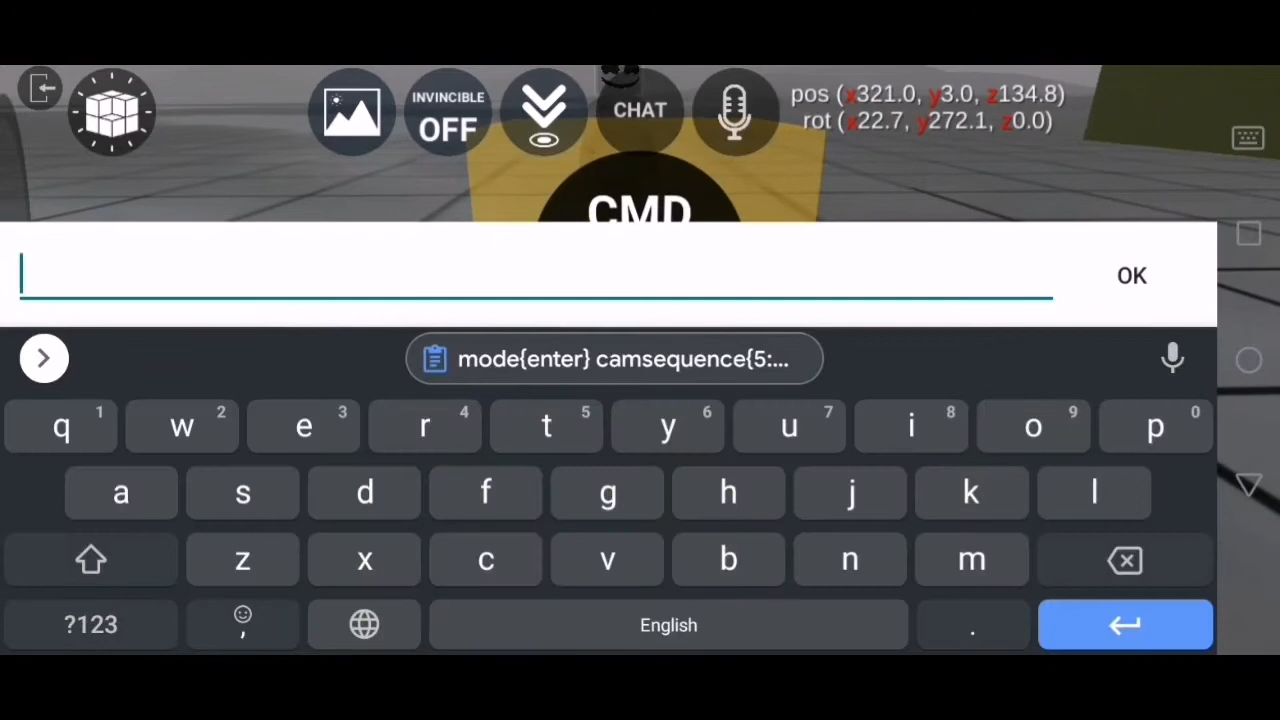 INVINCIBLE
OFF
CHAT
pos (x321.0, y3.0, z134.8)
rot (x22.7, y272.1, z0.0)
CMD
OK
mode{enter} camsequence{5:...
q 1 w 2 e 3 r 4 t 5 y 6 u 7 i 8 o 9 p 0
a s d f g h j k l
z x c v b n m
?123 , English .